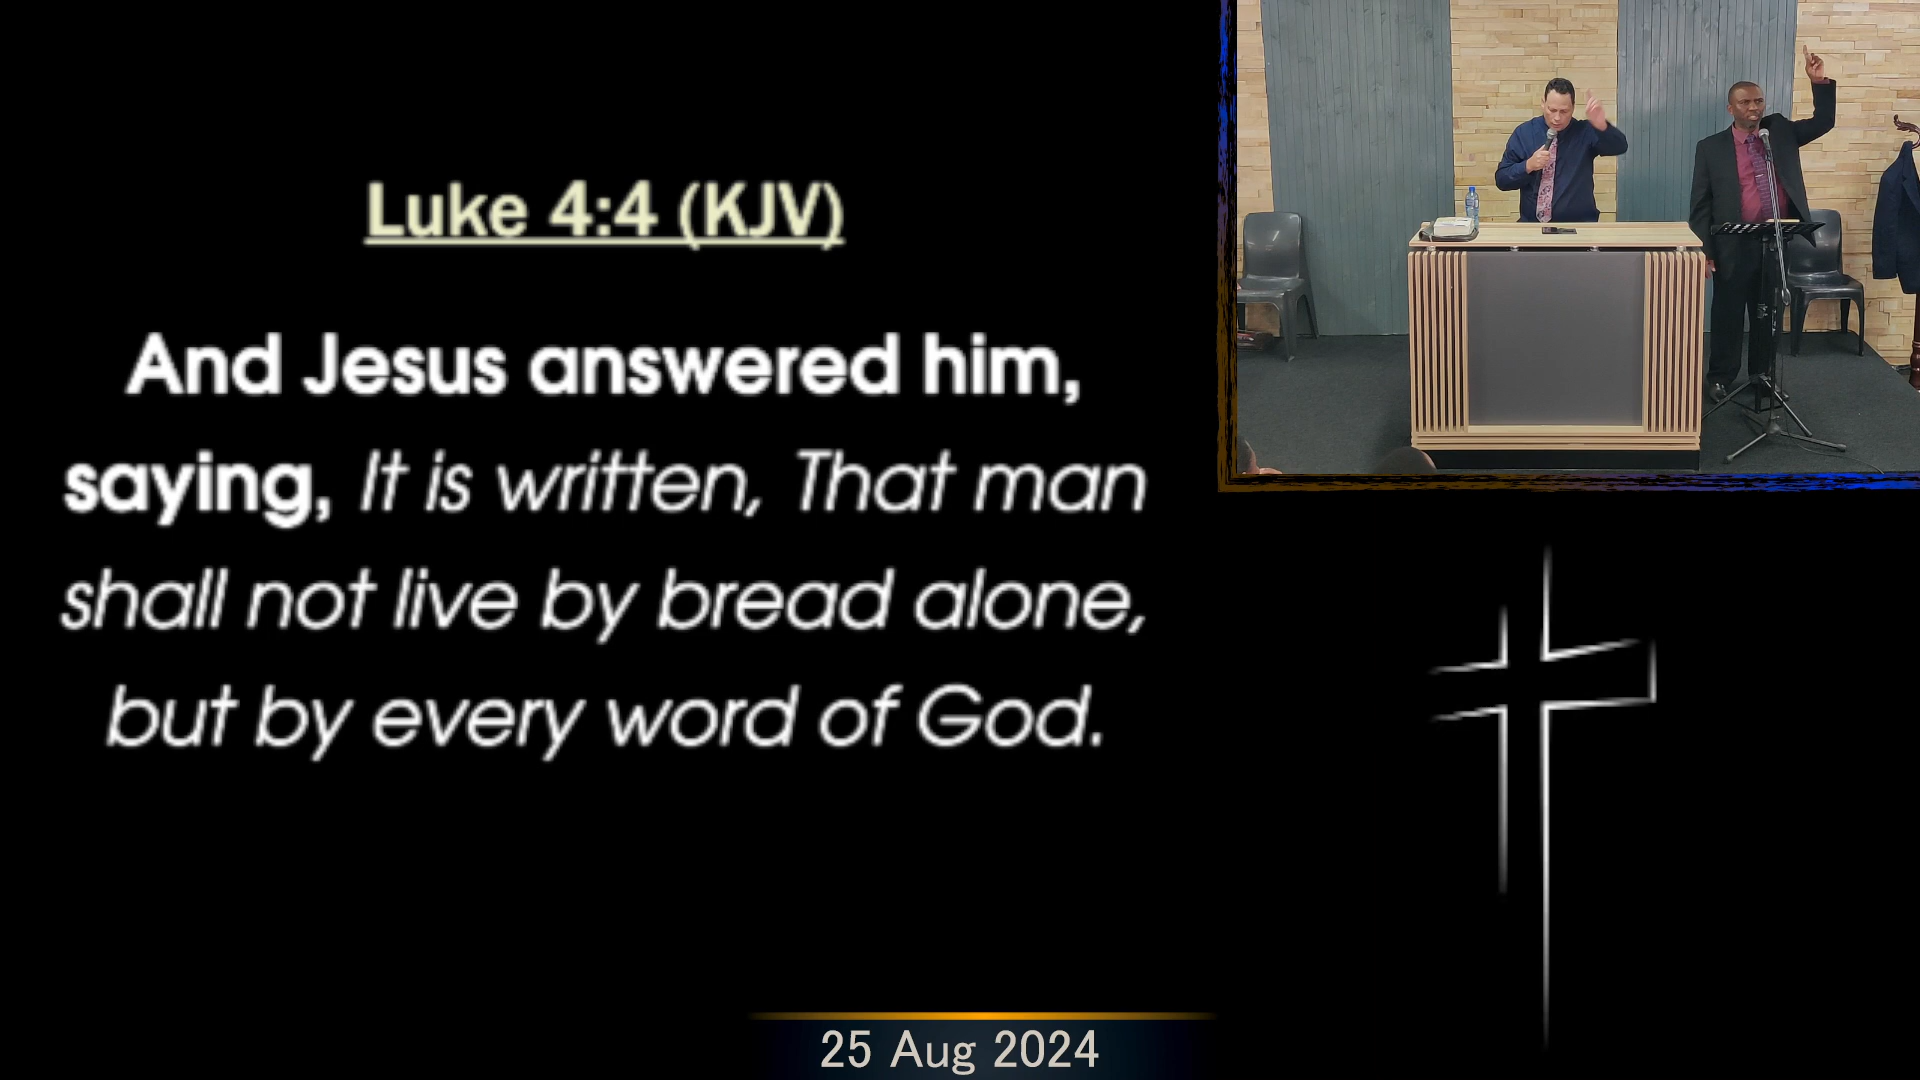 Luke 4:4 (KJV)
And Jesus answered him,
saying, It is written, That man
shall not live by bread alone,
but by every word of God.
25 Aug 2024